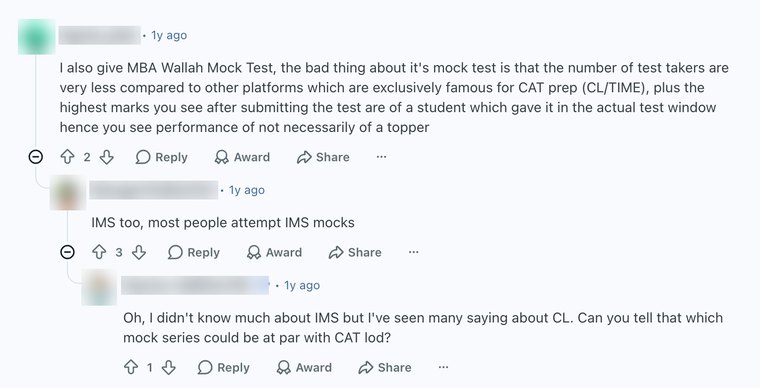 · 1y ago
I also give MBA Wallah Mock Test, the bad thing about it's mock test is that the number of test takers are
very less compared to other platforms which are exclusively famous for CAT prep (CL/TIME), plus the
highest marks you see after submitting the test are of a student which gave it in the actual test window
hence you see performance of not necessarily of a topper
2 Reply Award Share ...
· 1y ago
IMS too, most people attempt IMS mocks
3 Reply Award Share ...
· 1y ago
Oh, I didn't know much about IMS but I've seen many saying about CL. Can you tell that which
mock series could be at par with CAT lod?
1 Reply Award Share ...